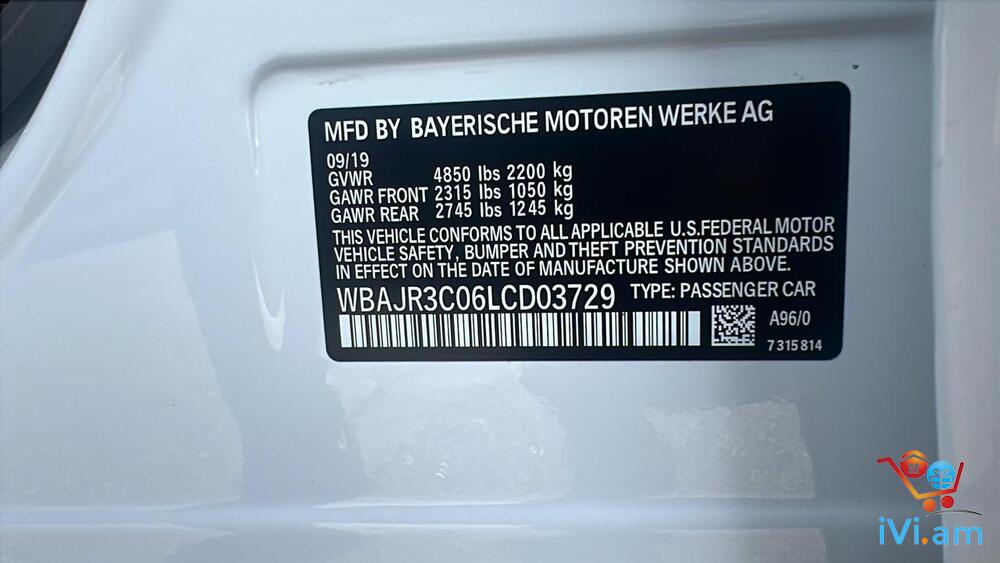 MFD BY BAYERISCHE MOTOREN WERKE AG
09/19
GVWR 4850 lbs 2200 kg
GAWR FRONT 2315 lbs 1050 kg
GAWR REAR 2745 lbs 1245 kg
THIS VEHICLE CONFORMS TO ALL APPLICABLE U.S.FEDERAL MOTOR
VEHICLE SAFETY, BUMPER AND THEFT PREVENTION STANDARDS
IN EFFECT ON THE DATE OF MANUFACTURE SHOWN ABOVE.
WBAJR3C06LCD03729 TYPE: PASSENGER CAR
A96/0
7 315 814
iVi.am